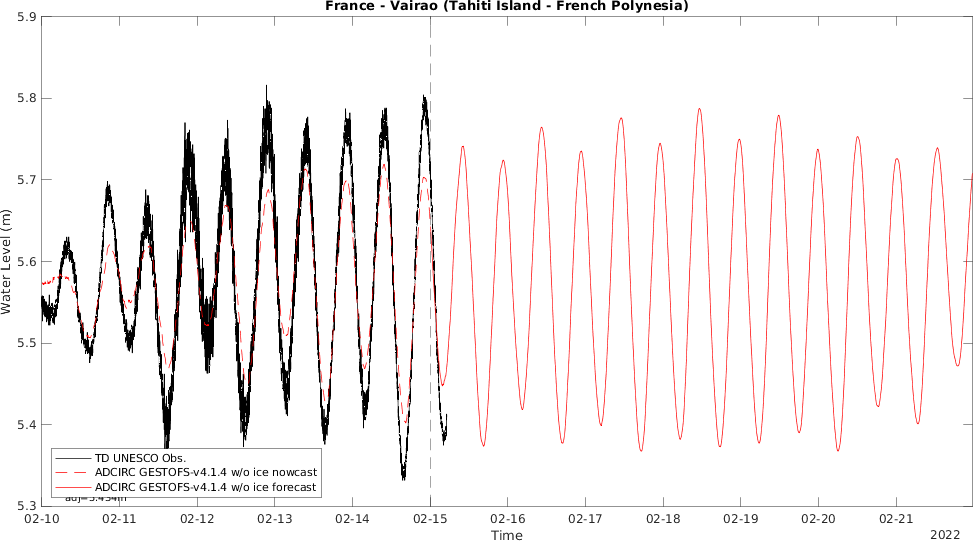 France - Vairao (Tahiti Island - French Polynesia)
5.9
5.8
5.7
5.6
5.5
5.4
5.3
Water Level (m)
TD UNESCO Obs.
ADCIRC GESTOFS-v4.1.4 w/o ice nowcast
ADCIRC GESTOFS-v4.1.4 w/o ice forecast
02-10 02-11 02-12 02-13 02-14 02-15 02-16 02-17 02-18 02-19 02-20 02-21
Time
2022